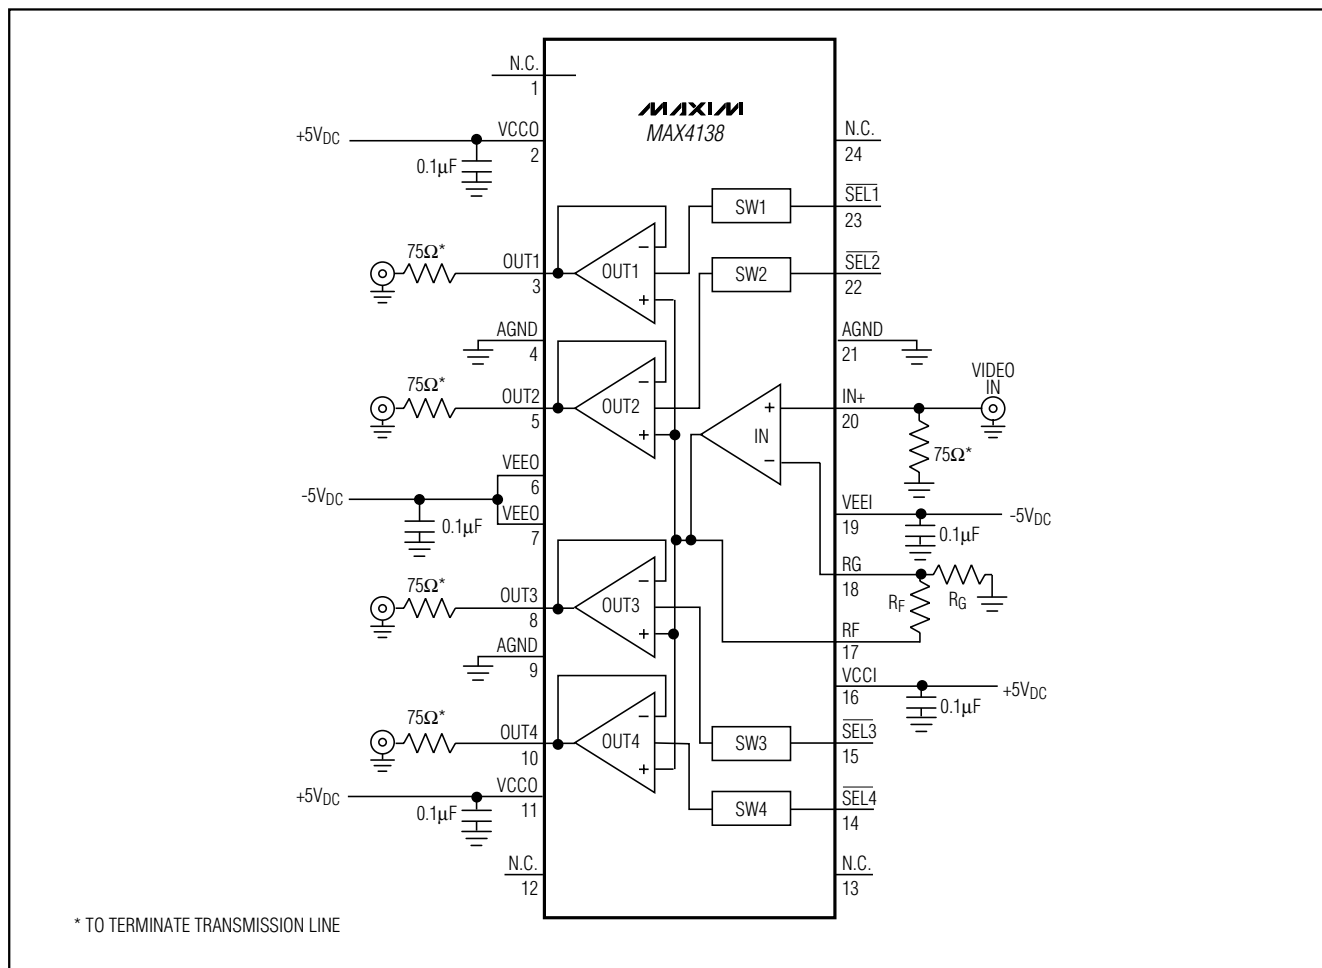 MAXIM
MAX4138
N.C.
1
+5VDC
VCCO
2
0.1µF
75Ω*
OUT1
3
AGND
4
75Ω*
OUT2
5
VEEO
6
-5VDC
VEEO
7
0.1µF
75Ω*
OUT3
8
AGND
9
75Ω*
OUT4
10
+5VDC
VCCO
11
0.1µF
N.C.
12
OUT1
OUT2
OUT3
OUT4
-
+
-
+
-
+
-
+
SW1
SW2
IN
+
-
SW3
SW4
N.C.
24
SEL1
23
SEL2
22
AGND
21
VIDEO
IN
IN+
20
75Ω*
VEEI
19
-5VDC
0.1µF
RG
18
RF
RG
RF
17
VCCI
16
+5VDC
0.1µF
SEL3
15
SEL4
14
N.C.
13
* TO TERMINATE TRANSMISSION LINE